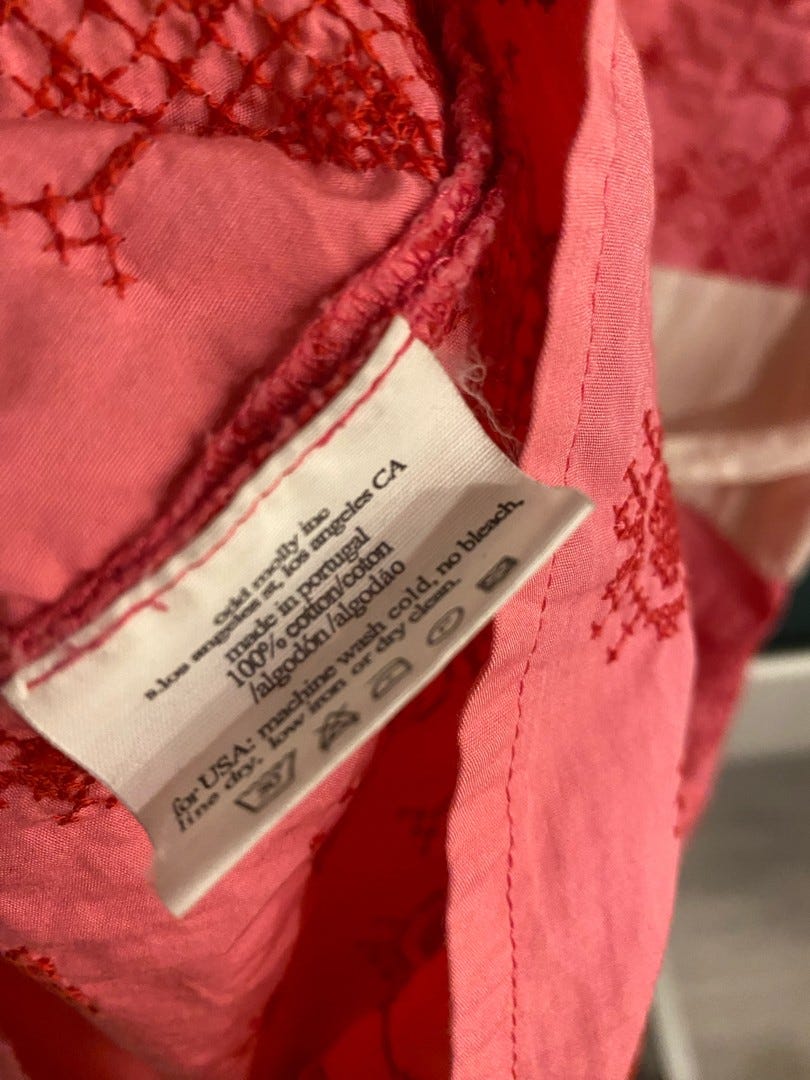 odd molly inc
s.los angeles st, los angeles CA
made in portugal
100% cotton/coton
/algodón /algodão
for USA: machine wash cold, no bleach,
line dry, low iron or dry clean.
30